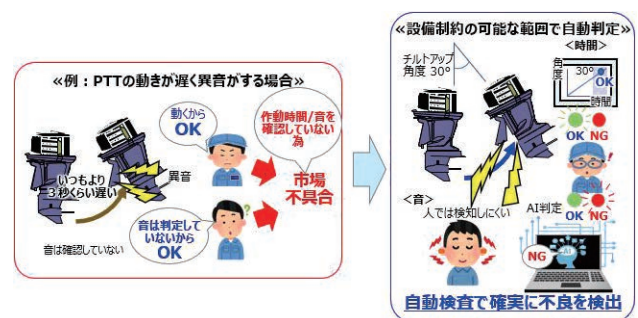 ≪例：PTTの動きが遅く異音がする場合≫
動くから
OK
作動時間/音を
確認していない
為
市場
不具合
いつもより
3秒くらい遅い
異音
音は判定して
いないから
OK
音は確認していない
≪設備制約の可能な範囲で自動判定≫
チルトアップ
角度 30°
＜時間＞
角度
30°
OK
時間
OK NG
＜音＞
人では検知しにくい
AI判定
OK NG
NG
AI
自動検査で確実に不良を検出